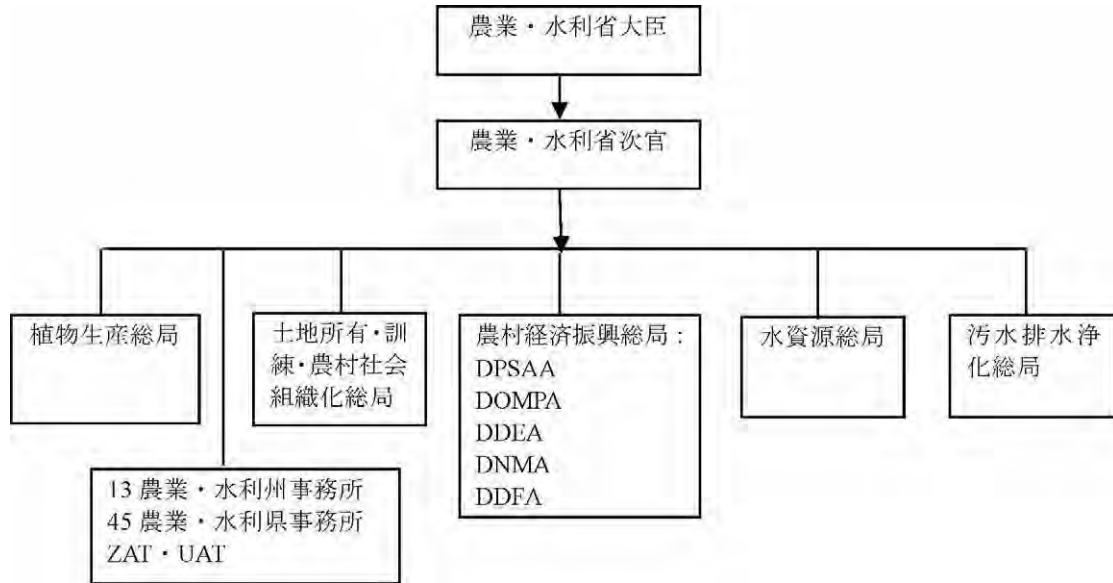 農業・水利省大臣
農業・水利省次官
植物生産総局
土地所有・訓
練・農村社会
組織化総局
農村経済振興総局：
DPSAA
DOMPA
DDEA
DNMA
DDFA
水資源総局
汚水排水浄
化総局
13 農業・水利州事務所
45 農業・水利県事務所
ZAT・UAT